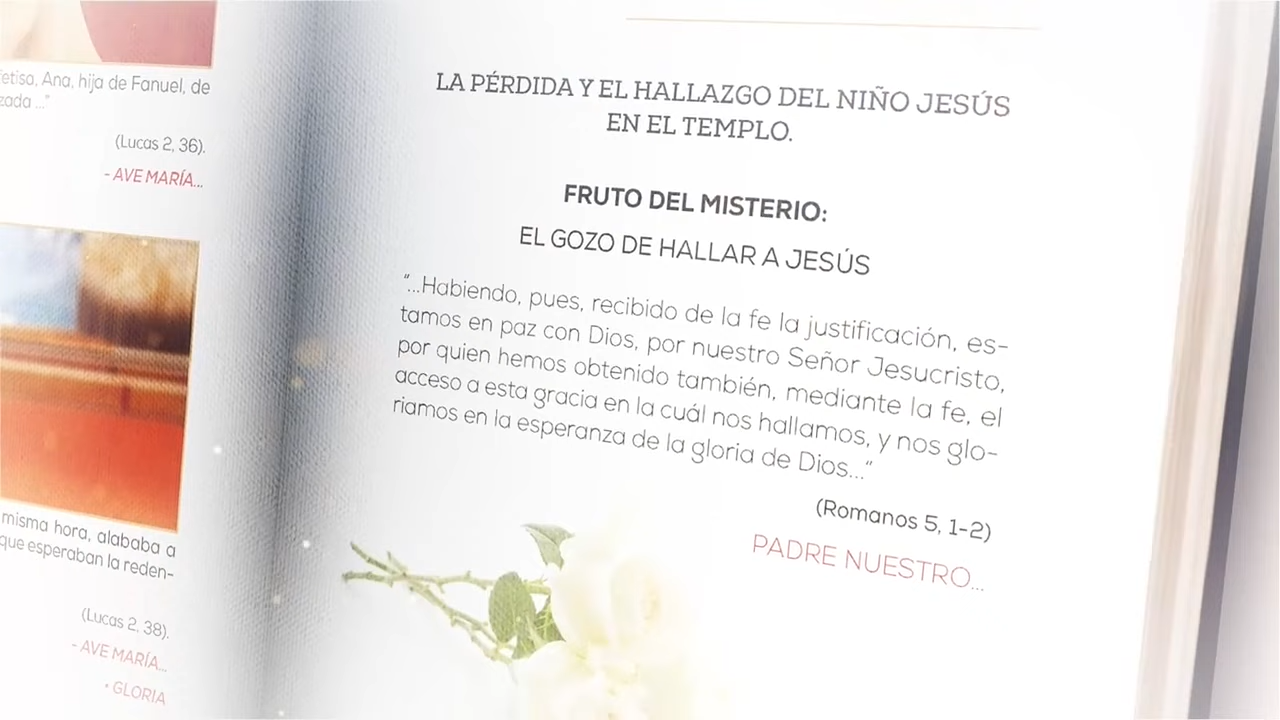 fetiso, Ana, hija de Fanuel, de
zada ..."
(Lucas 2, 36).
- AVE MARÍA...
misma hora, alababa a
que esperaban la reden-
(Lucas 2, 38).
- AVE MARÍA...
• GLORIA
LA PÉRDIDA Y EL HALLAZGO DEL NIÑO JESÚS
EN EL TEMPLO.
FRUTO DEL MISTERIO:
EL GOZO DE HALLAR A JESÚS
"...Habiendo, pues, recibido de la fe la justificación, es-
tamos en paz con Dios, por nuestro Señor Jesucristo,
por quien hemos obtenido también, mediante la fe, el
acceso a esta gracia en la cuál nos hallamos, y nos glo-
riamos en la esperanza de la gloria de Dios..."
(Romanos 5, 1-2)
PADRE NUESTRO...